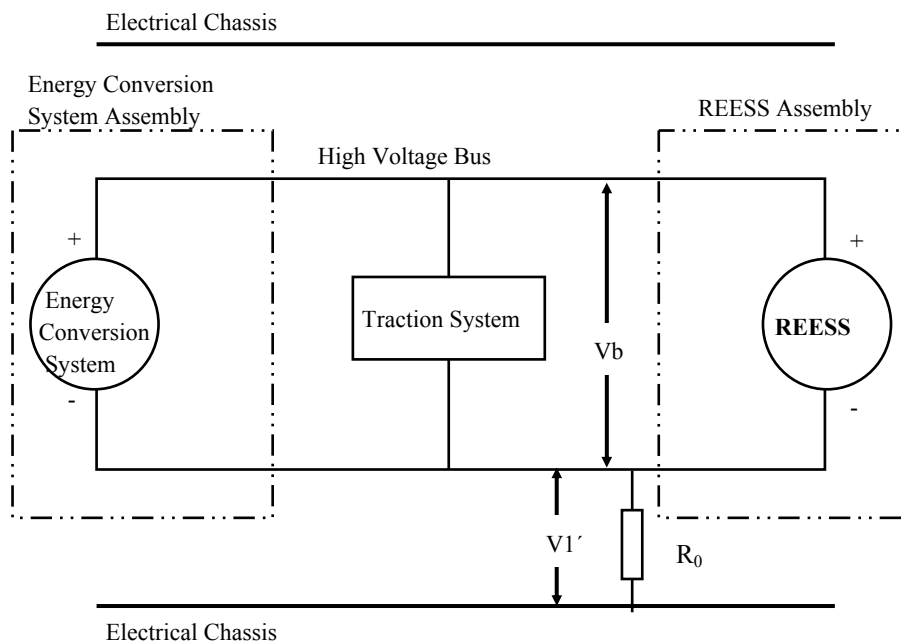 Electrical Chassis
Energy Conversion
System Assembly
REESS Assembly
High Voltage Bus
+
+
Energy
Conversion
System
Traction System
REESS
Vb
-
-
V1´
R₀
Electrical Chassis